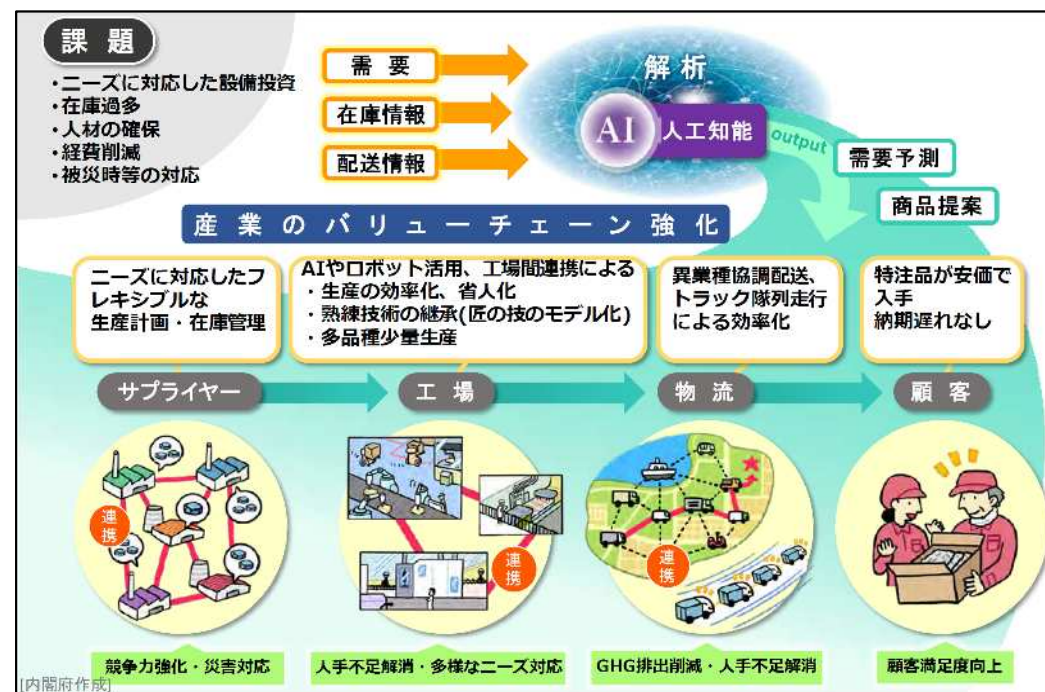 課題
・ニーズに対応した設備投資
・在庫過多
・人材の確保
・経費削減
・被災時等の対応
需要
在庫情報
配送情報
解析
AI 人工知能
output
需要予測
商品提案
産業のバリューチェーン強化
ニーズに対応したフ
レキシブルな
生産計画・在庫管理
AIやロボット活用、工場間連携による
・生産の効率化、省人化
・熟練技術の継承(匠の技のモデル化)
・多品種少量生産
異業種協調配送、
トラック隊列走行
による効率化
特注品が安価で
入手
納期遅れなし
サプライヤー
工場
物流
顧客
連携
連携
連携
競争力強化・災害対応
人手不足解消・多様なニーズ対応
GHG排出削減・人手不足解消
顧客満足度向上
[内閣府作成]